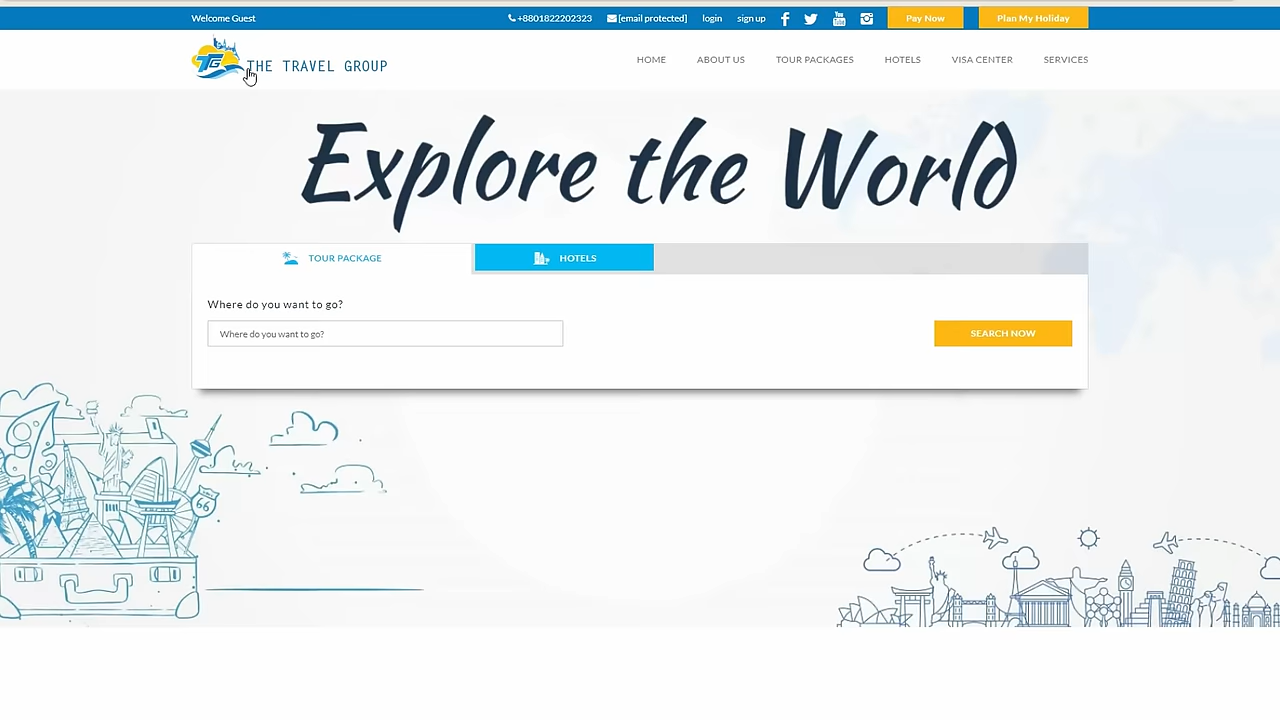 Welcome Guest +8801822202323 [email protected] login sign up Pay Now Plan My Holiday
TG THE TRAVEL GROUP HOME ABOUT US TOUR PACKAGES HOTELS VISA CENTER SERVICES
Explore the World
TOUR PACKAGE HOTELS
Where do you want to go?
Where do you want to go? SEARCH NOW
66